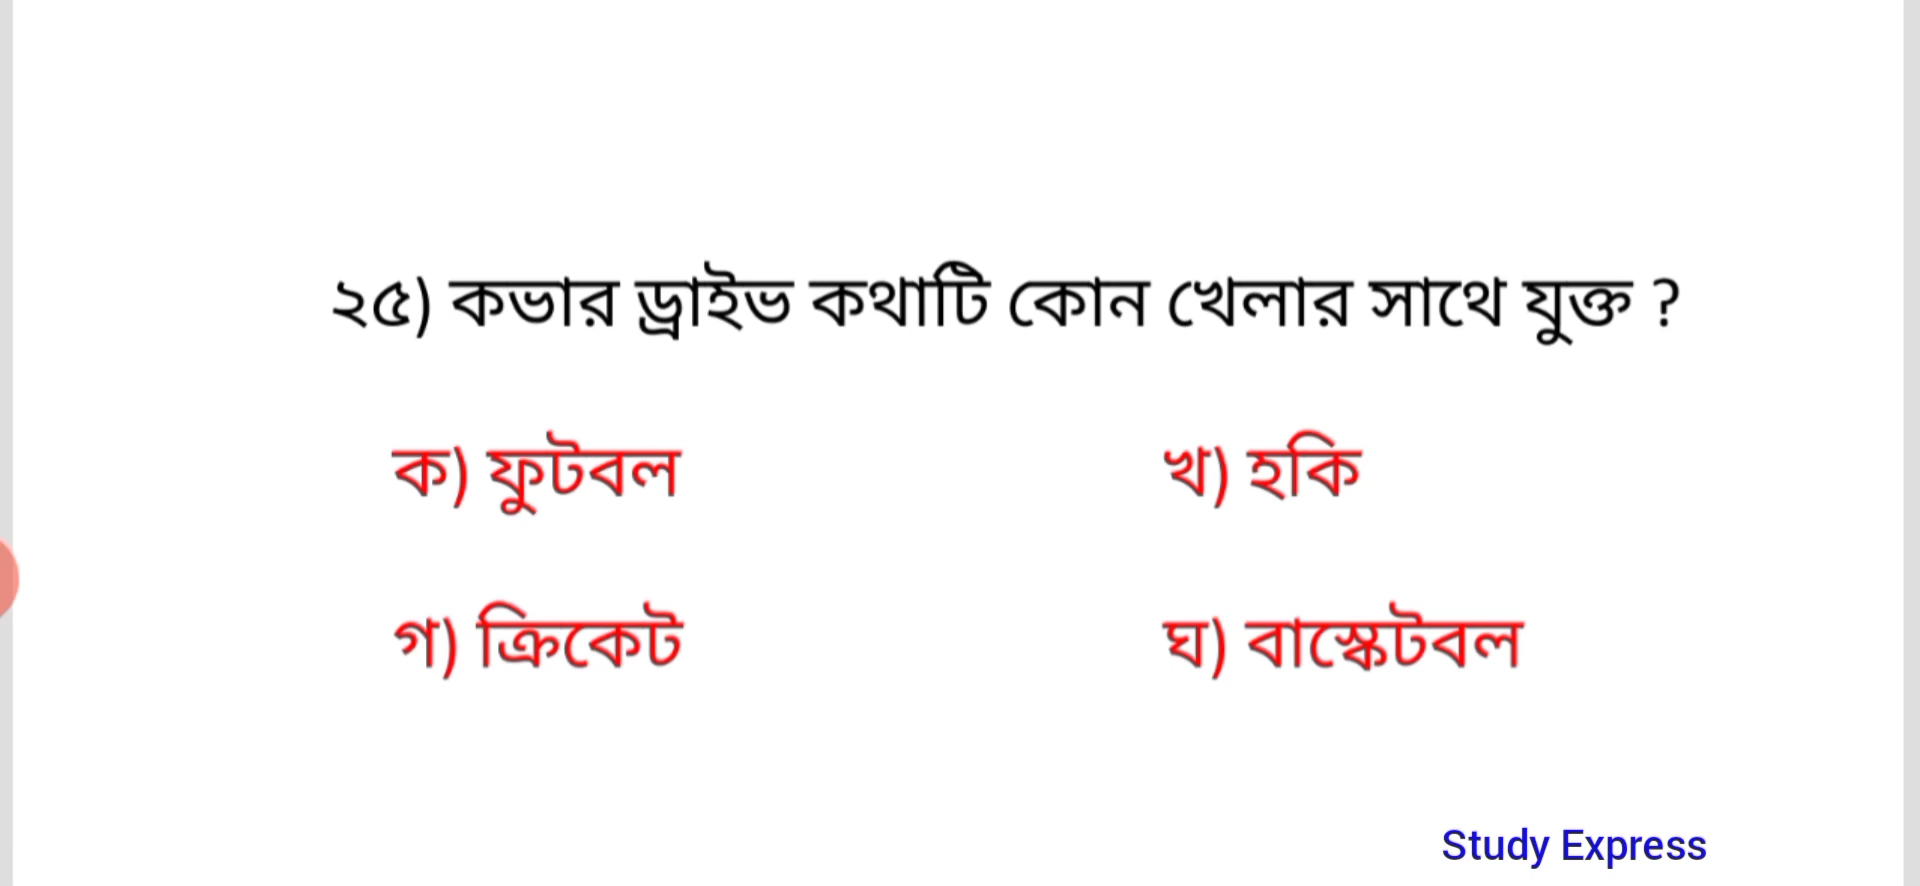 ২৫) কভার ড্রাইভ কথাটি কোন খেলার সাথে যুক্ত ?
ক) ফুটবল খ) হকি
গ) ক্রিকেট ঘ) বাস্কেটবল
Study Express